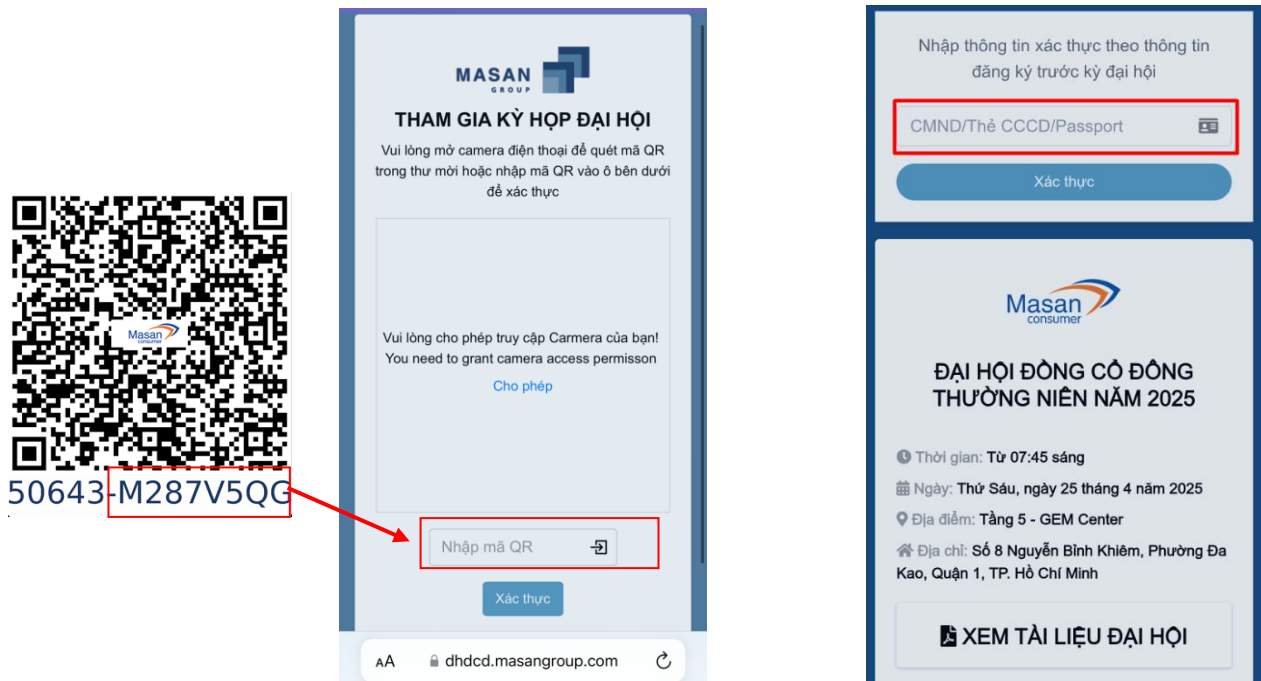 Masan
consumer
50643-M287V5QG
MASAN
GROUP
THAM GIA KỲ HỌP ĐẠI HỘI
Vui lòng mở camera điện thoại để quét mã QR
trong thư mời hoặc nhập mã QR vào ô bên dưới
để xác thực
Vui lòng cho phép truy cập Carmera của bạn!
You need to grant camera access permisson
Cho phép
Nhập mã QR
Xác thực
AA dhdcd.masangroup.com
Nhập thông tin xác thực theo thông tin
đăng ký trước kỳ đại hội
CMND/Thẻ CCCD/Passport
Xác thực
Masan
consumer
ĐẠI HỘI ĐỒNG CỔ ĐÔNG
THƯỜNG NIÊN NĂM 2025
Thời gian: Từ 07:45 sáng
Ngày: Thứ Sáu, ngày 25 tháng 4 năm 2025
Địa điểm: Tầng 5 - GEM Center
Địa chỉ: Số 8 Nguyễn Bỉnh Khiêm, Phường Đa
Kao, Quận 1, TP. Hồ Chí Minh
XEM TÀI LIỆU ĐẠI HỘI